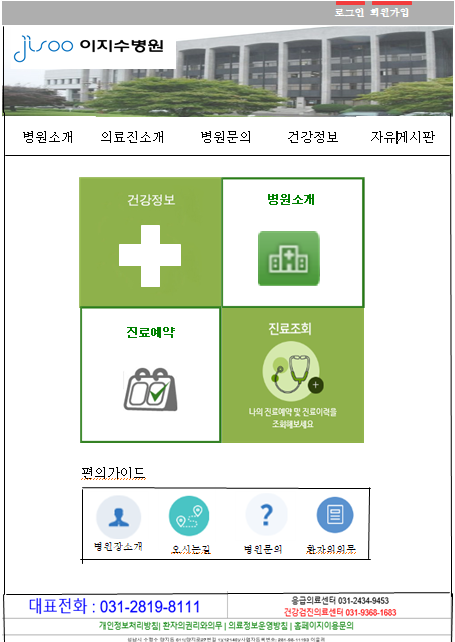 로그인 회원가입
jisoo 이지수병원
병원소개 의료진소개 병원문의 건강정보 자유게시판
건강정보
병원소개
진료예약
진료조회
나의 진료예약 및 진료이력을
조회해보세요
편의가이드
병원장소개 오시는길 병원문의 환자의의무
대표전화 : 031-2819-8111
응급의료센터 031-2434-9453
건강검진의료센터 031-9368-1683
개인정보처리방침| 환자의권리와의무 | 의료정보운영방침 | 홈페이지이용문의